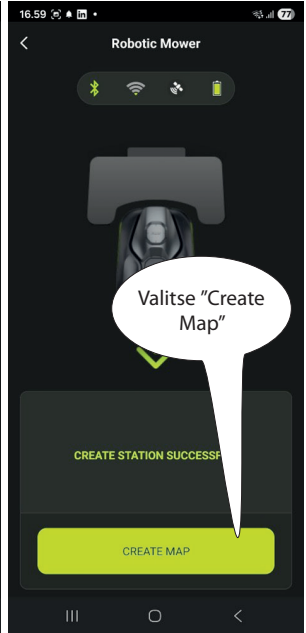 16.59
77
Robotic Mower
Valitse ”Create
Map”
CREATE STATION SUCCESSF
CREATE MAP